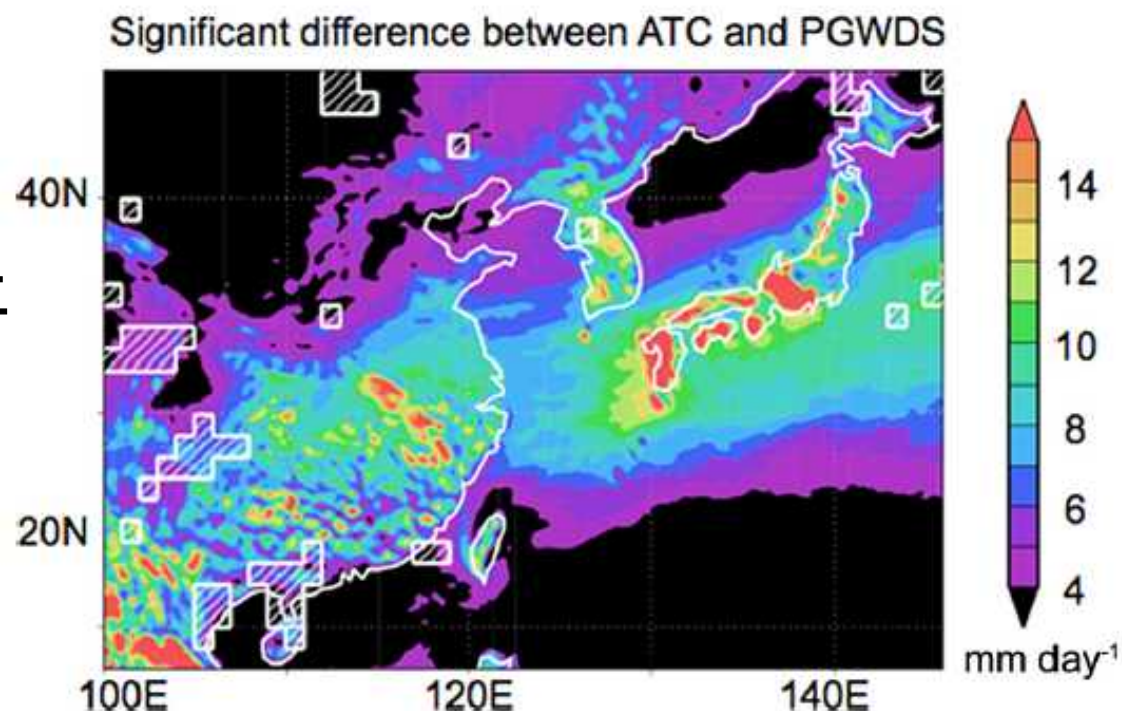 Significant difference between ATC and PGWDS
40N
20N
100E
120E
140E
14
12
10
8
6
4
mm day⁻¹